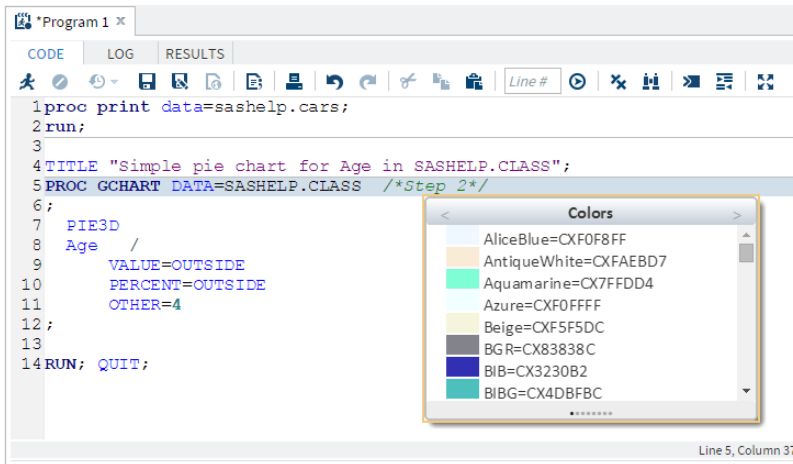 *Program 1 ×
CODE LOG RESULTS
Line #
1 proc print data=sashelp.cars;
2 run;
3
4 TITLE "Simple pie chart for Age in SASHELP.CLASS";
5 PROC GCHART DATA=SASHELP.CLASS /*Step 2*/
6 ;
7 PIE3D
8 Age /
9 VALUE=OUTSIDE
10 PERCENT=OUTSIDE
11 OTHER=4
12 ;
13
14 RUN; QUIT;
< Colors >
AliceBlue=CXF0F8FF
AntiqueWhite=CXFAEBD7
Aquamarine=CX7FFDD4
Azure=CXF0FFFF
Beige=CXF5F5DC
BGR=CX83838C
BIB=CX3230B2
BIBG=CX4DBFBC
Line 5, Column 37